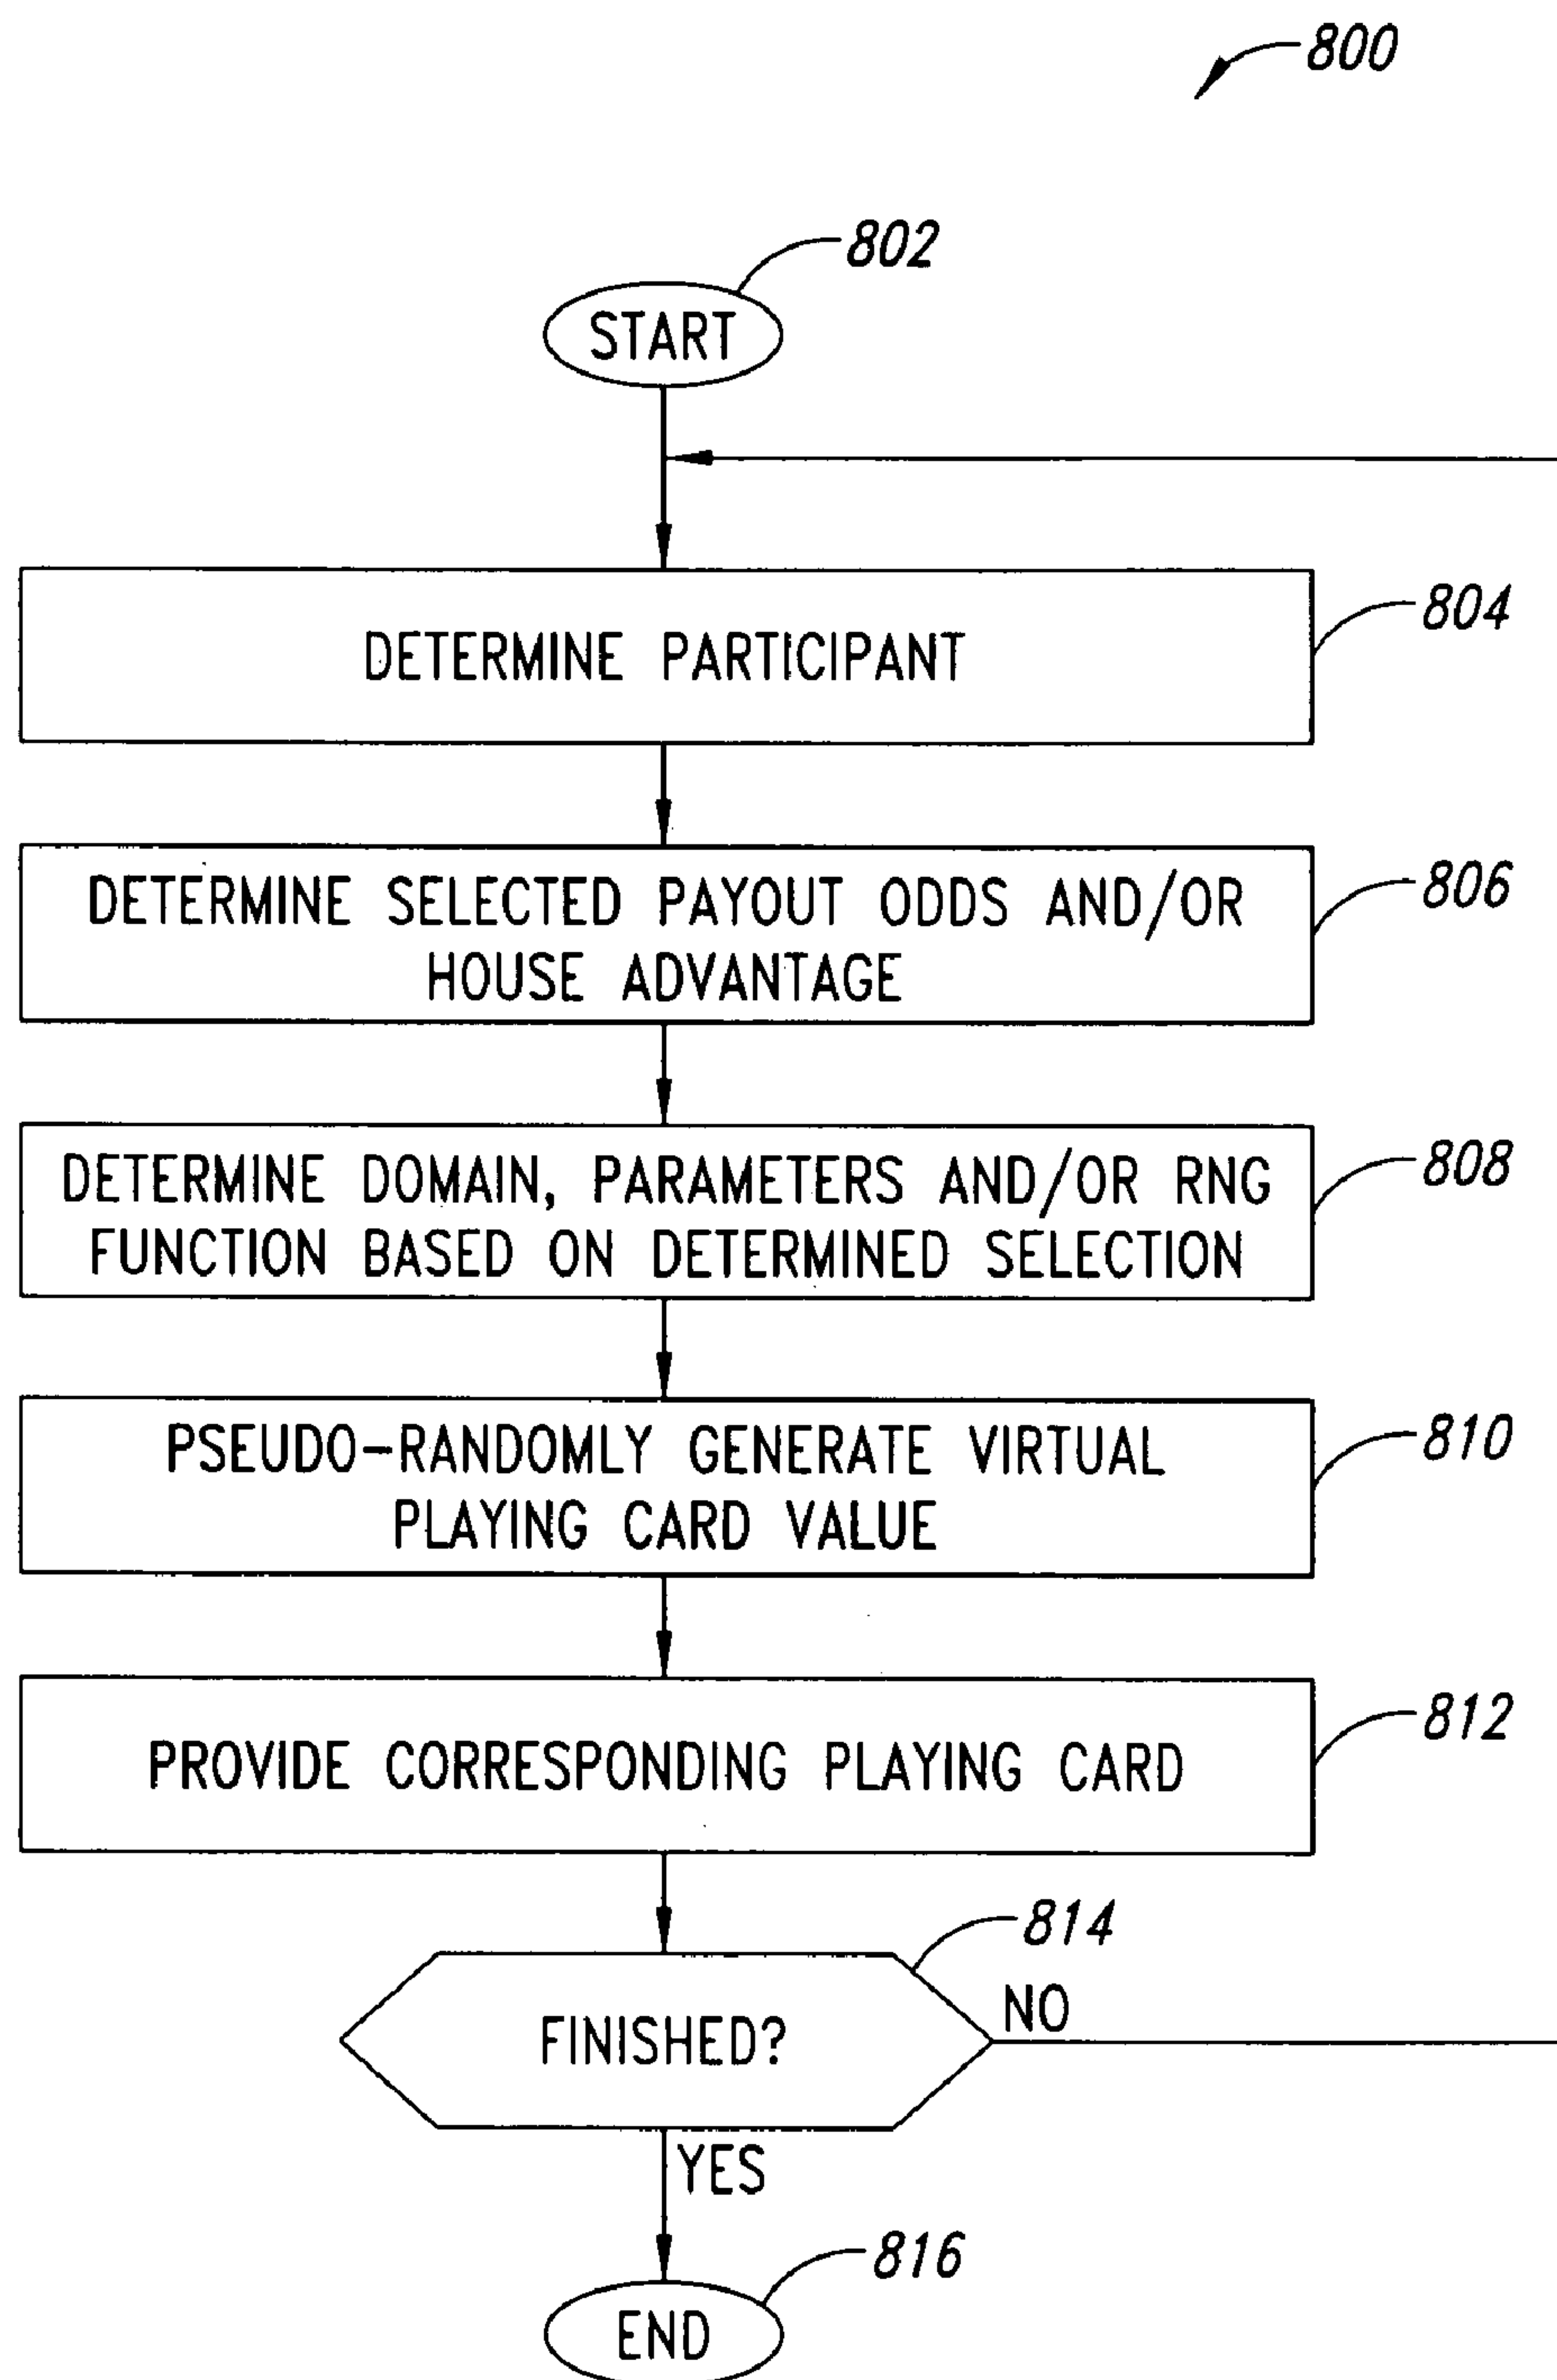 800
802
START
804
DETERMINE PARTICIPANT
806
DETERMINE SELECTED PAYOUT ODDS AND/OR
HOUSE ADVANTAGE
808
DETERMINE DOMAIN, PARAMETERS AND/OR RNG
FUNCTION BASED ON DETERMINED SELECTION
810
PSEUDO-RANDOMLY GENERATE VIRTUAL
PLAYING CARD VALUE
812
PROVIDE CORRESPONDING PLAYING CARD
814
NO
FINISHED?
YES
816
END